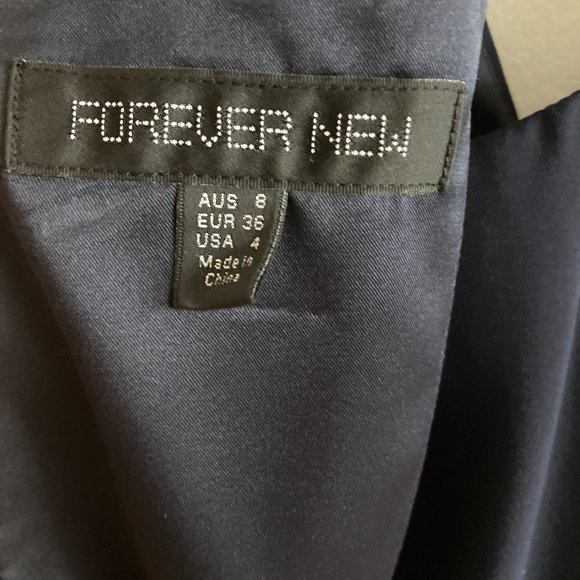 FOREVER NEW
AUS 8
EUR 36
USA 4
Made in
China